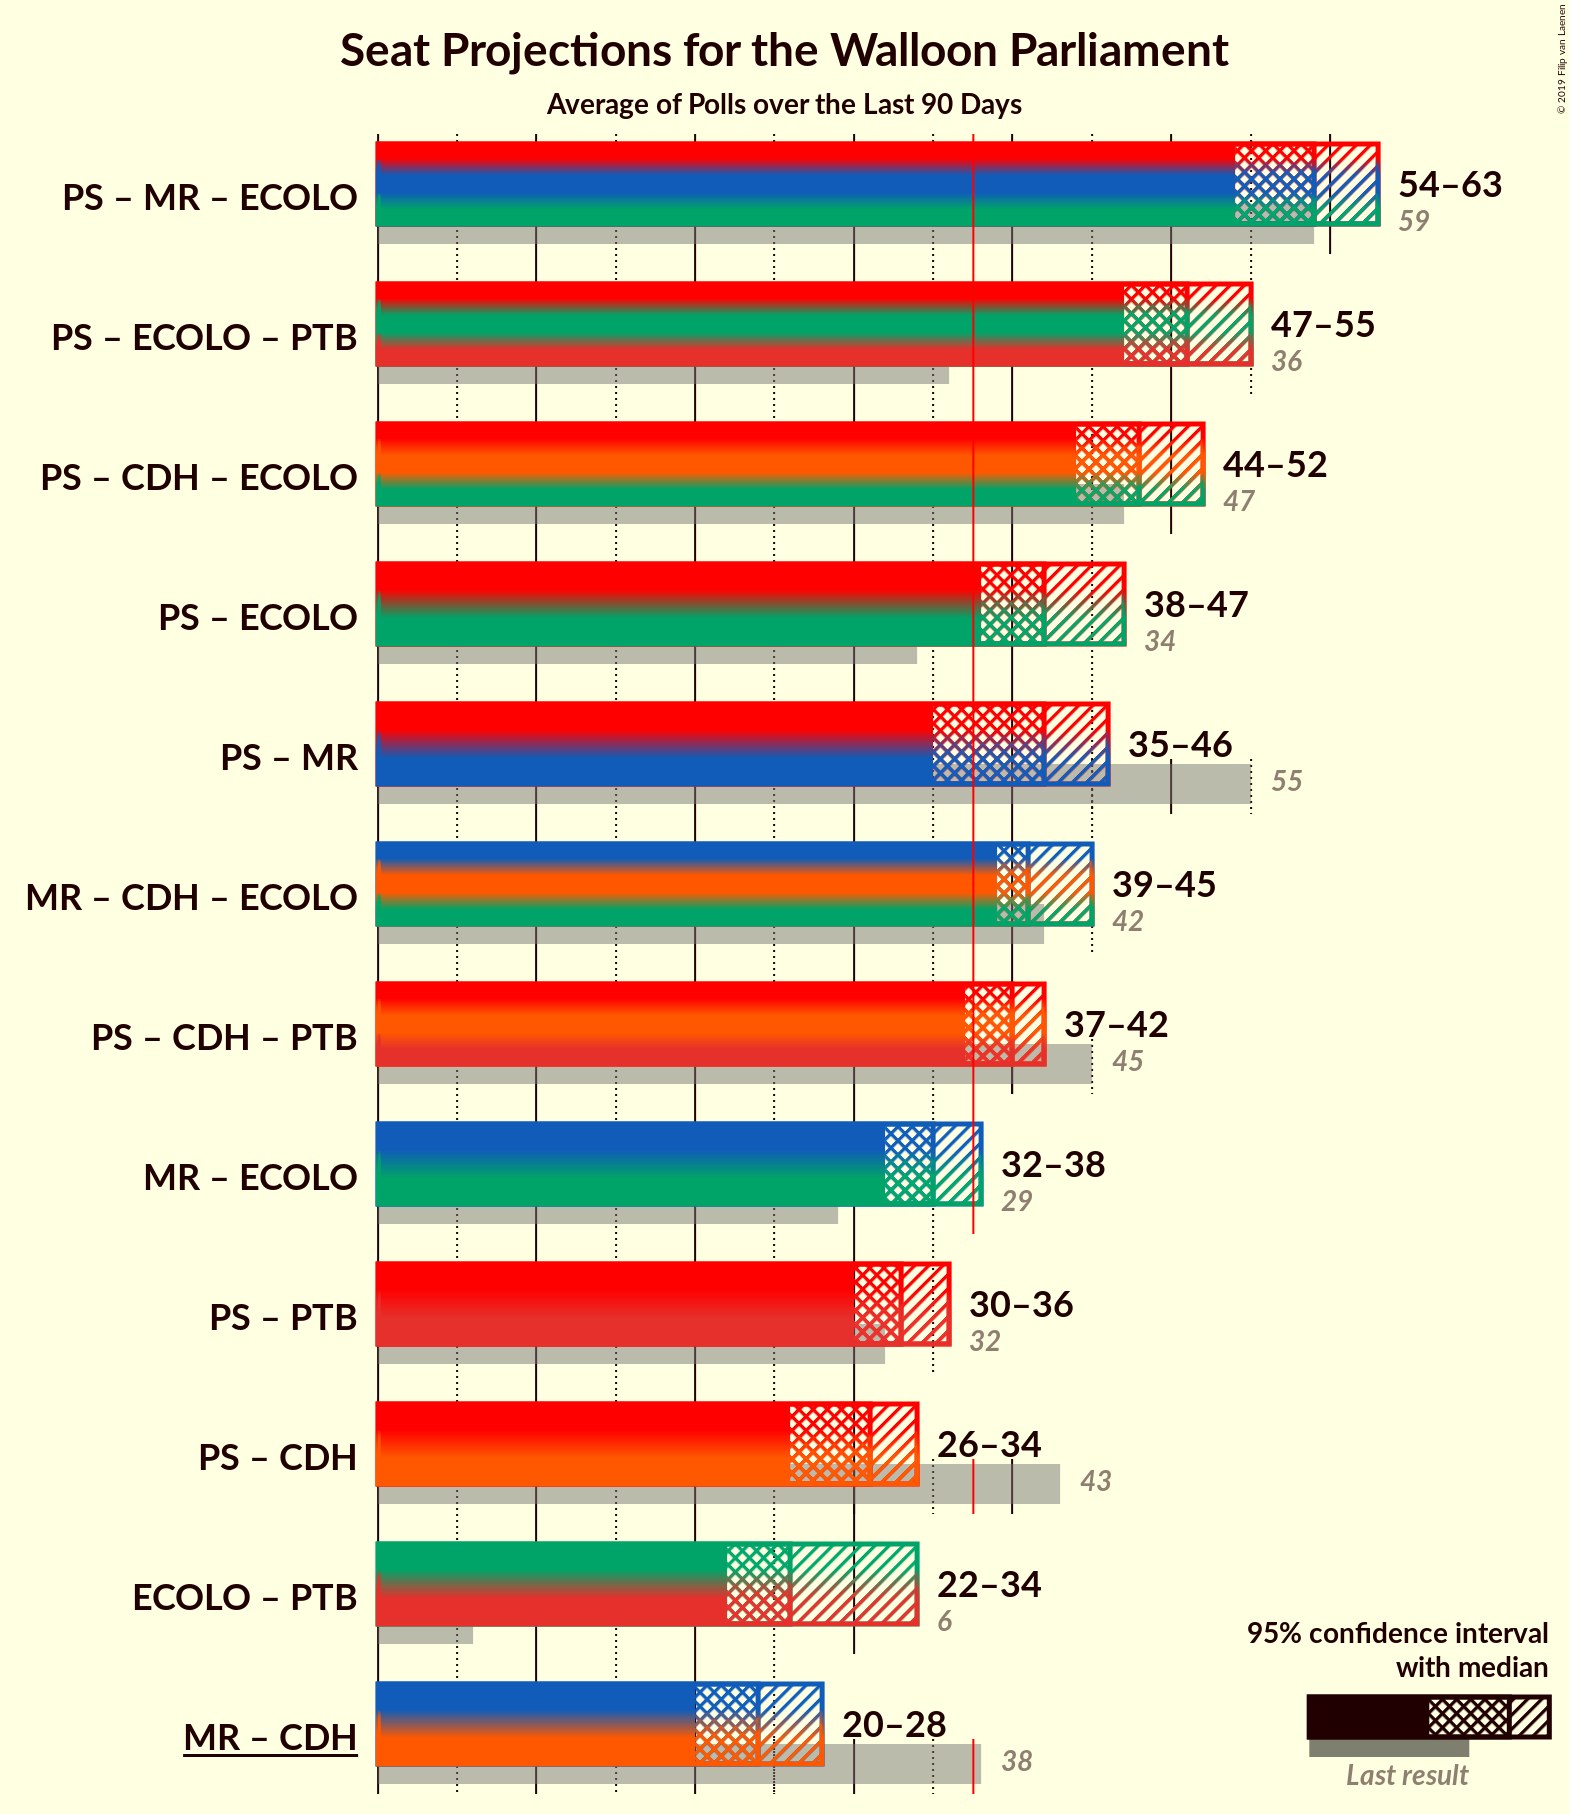 Seat Projections for the Walloon Parliament
Average of Polls over the Last 90 Days
© 2019 Filip van Laenen
PS – MR – ECOLO
54–63
59
PS – ECOLO – PTB
47–55
36
PS – CDH – ECOLO
44–52
47
PS – ECOLO
38–47
34
PS – MR
35–46
55
MR – CDH – ECOLO
39–45
42
PS – CDH – PTB
37–42
45
MR – ECOLO
32–38
29
PS – PTB
30–36
32
PS – CDH
26–34
43
ECOLO – PTB
22–34
6
MR – CDH
20–28
38
95% confidence interval
with median
Last result